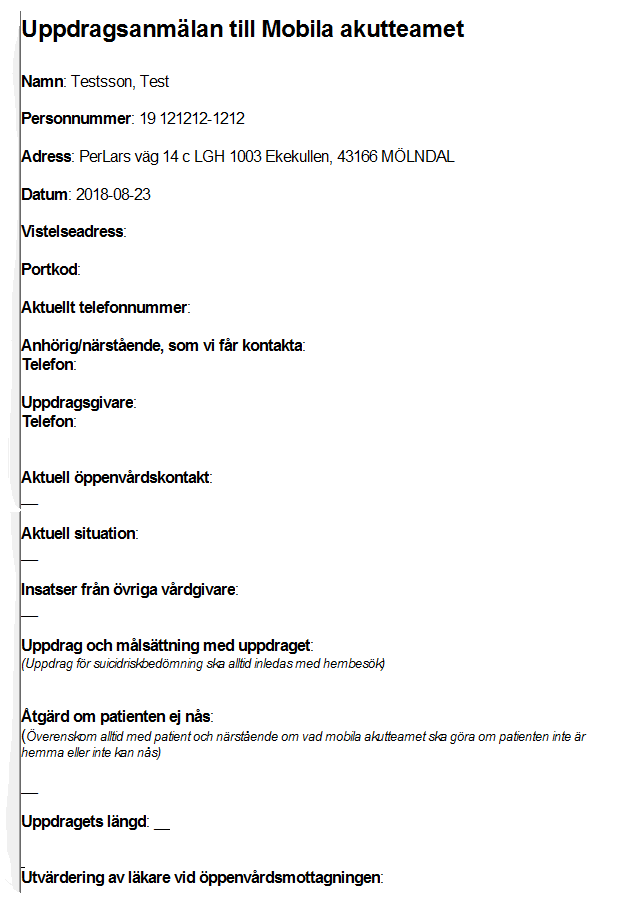 Uppdragsanmälan till Mobila akutteamet
Namn: Testsson, Test
Personnummer: 19 121212-1212
Adress: PerLars väg 14 c LGH 1003 Ekekullen, 43166 MÖLNDAL
Datum: 2018-08-23
Vistelseadress:
Portkod:
Aktuellt telefonnummer:
Anhörig/närstående, som vi får kontakta:
Telefon:
Uppdragsgivare:
Telefon:
Aktuell öppenvårdskontakt:
__
Aktuell situation:
__
Insatser från övriga vårdgivare:
__
Uppdrag och målsättning med uppdraget:
(Uppdrag för suicidriskbedömning ska alltid inledas med hembesök)
Åtgärd om patienten ej nås:
(Överenskom alltid med patient och närstående om vad mobila akutteamet ska göra om patienten inte är
hemma eller inte kan nås)
__
Uppdragets längd: __
_
Utvärdering av läkare vid öppenvårdsmottagningen: